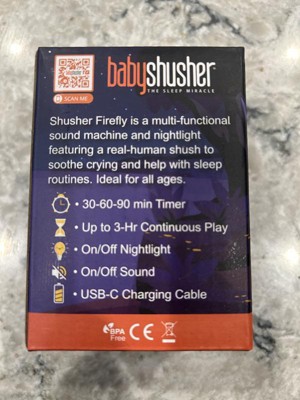 babyshusher
THE SLEEP MIRACLE
SCAN ME
Shusher Firefly is a multi-functional
sound machine and nightlight
featuring a real-human shush to
soothe crying and help with sleep
routines. Ideal for all ages.
• 30-60-90 min Timer
• Up to 3-Hr Continuous Play
• On/Off Nightlight
• On/Off Sound
• USB-C Charging Cable
BPA
Free
CE